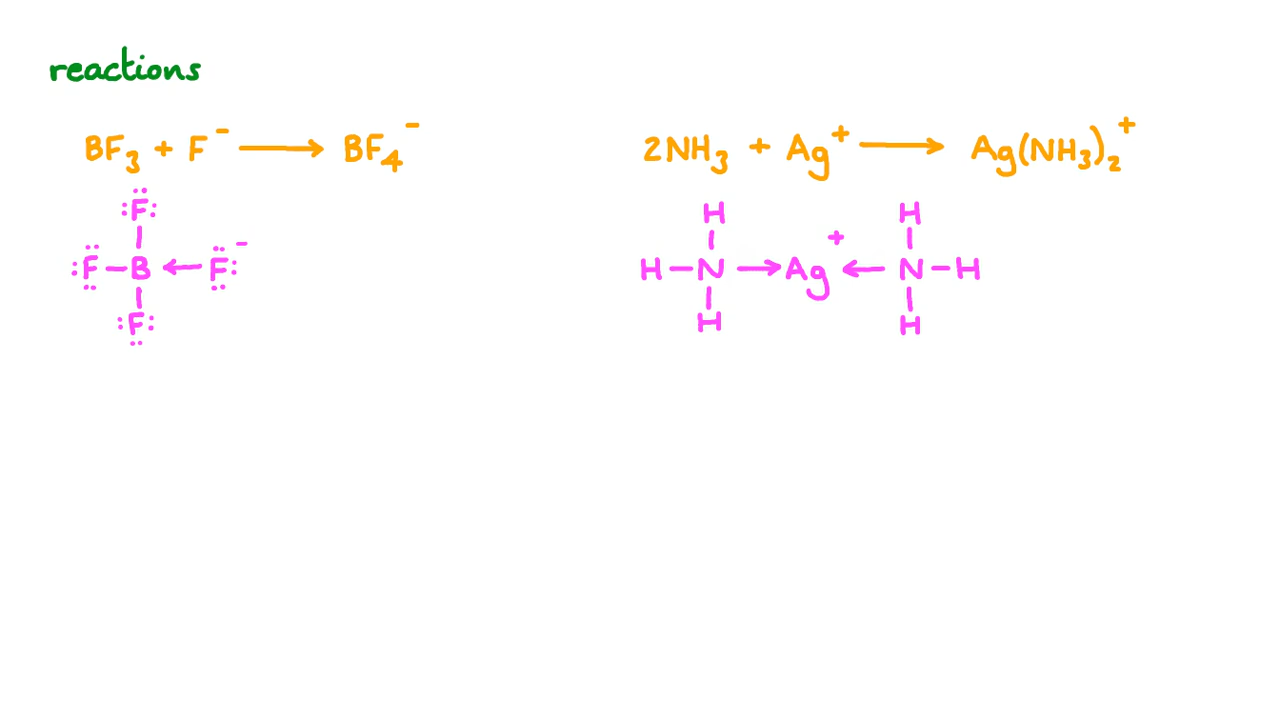 reactions
BF₃ + F⁻ ⟶ BF₄⁻
2NH₃ + Ag⁺ ⟶ Ag(NH₃)₂⁺
F
F – B ← F⁻
F
H H
H – N → Ag⁺ ← N – H
H H